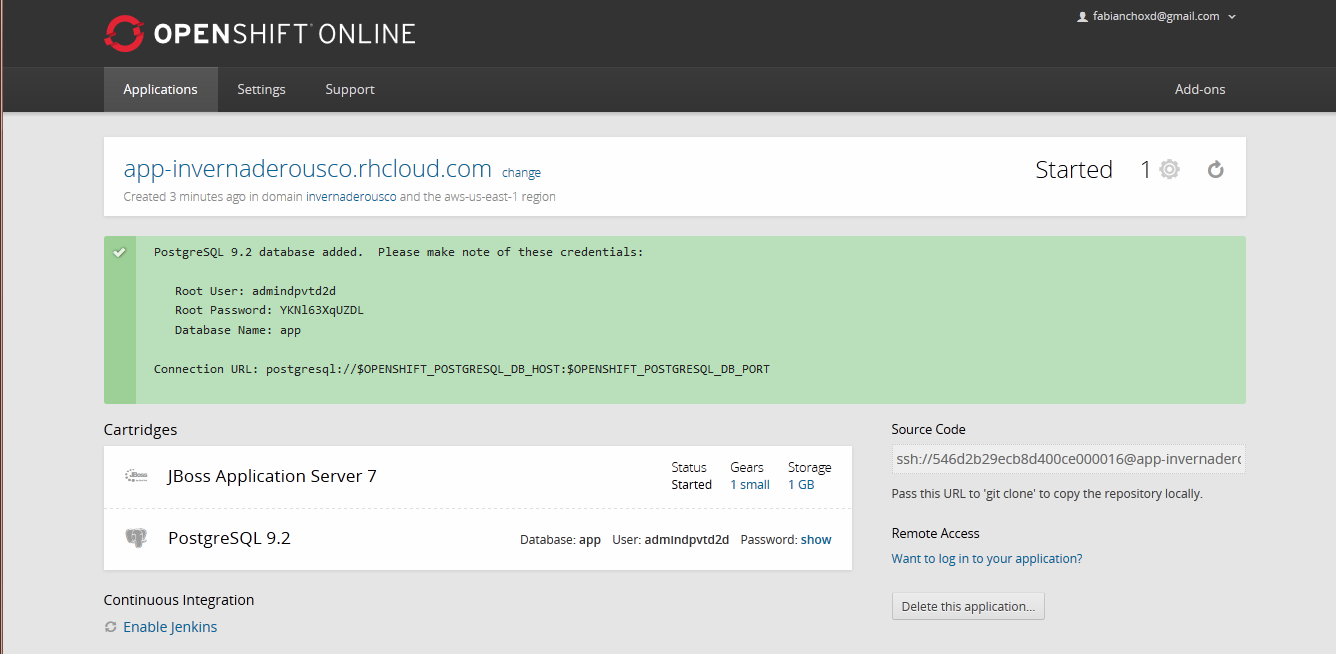 OPENSHIFT ONLINE
fabianchoxd@gmail.com
Applications Settings Support Add-ons
app-invernaderousco.rhcloud.com change
Started 1
Created 3 minutes ago in domain invernaderousco and the aws-us-east-1 region
PostgreSQL 9.2 database added. Please make note of these credentials:
Root User: admindpvtd2d
Root Password: YKNl63XqUZDL
Database Name: app
Connection URL: postgresql://$OPENSHIFT_POSTGRESQL_DB_HOST:$OPENSHIFT_POSTGRESQL_DB_PORT
Cartridges
JBoss Application Server 7
Status Gears Storage
Started 1 small 1 GB
PostgreSQL 9.2
Database: app User: admindpvtd2d Password: show
Continuous Integration
Enable Jenkins
Source Code
ssh://546d2b29ecb8d400ce000016@app-invernaderc
Pass this URL to 'git clone' to copy the repository locally.
Remote Access
Want to log in to your application?
Delete this application...